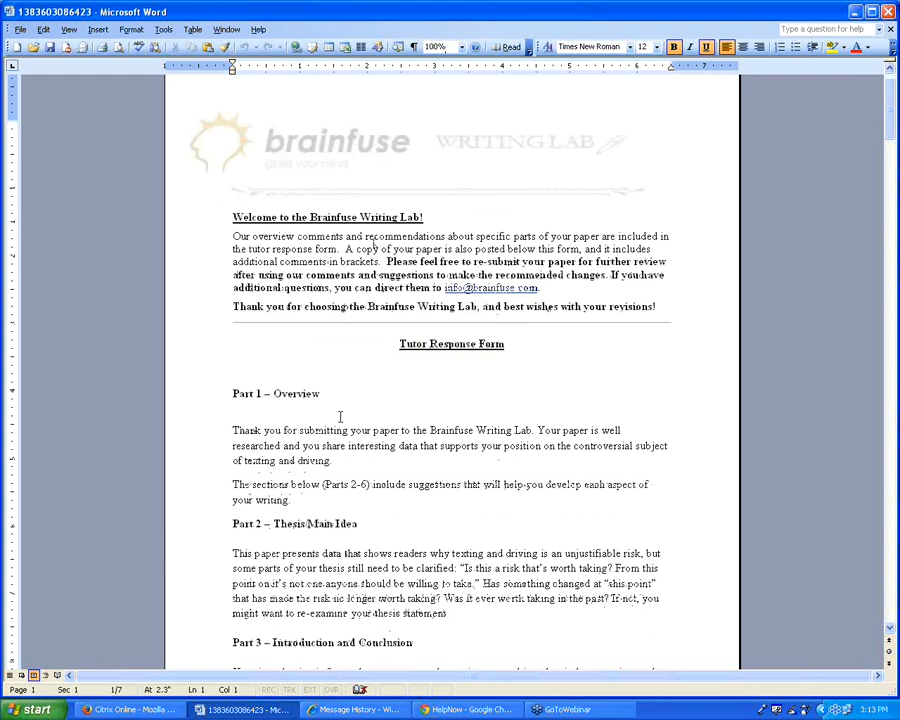 1383603086423 - Microsoft Word
File Edit View Insert Format Tools Table Window Help
Type a question for help
100% Read Times New Roman 12 B I U
1 1 2 3 4 5 6 7
brainfuse WRITING LAB
ignite your mind
Welcome to the Brainfuse Writing Lab!
Our overview comments and recommendations about specific parts of your paper are included in
the tutor response form. A copy of your paper is also posted below this form, and it includes
additional comments in brackets. Please feel free to re-submit your paper for further review
after using our comments and suggestions to make the recommended changes. If you have
additional questions, you can direct them to info@brainfuse.com.
Thank you for choosing the Brainfuse Writing Lab, and best wishes with your revisions!
Tutor Response Form
Part 1 – Overview
Thank you for submitting your paper to the Brainfuse Writing Lab. Your paper is well
researched and you share interesting data that supports your position on the controversial subject
of texting and driving.
The sections below (Parts 2-6) include suggestions that will help you develop each aspect of
your writing.
Part 2 – Thesis/Main Idea
This paper presents data that shows readers why texting and driving is an unjustifiable risk, but
some parts of your thesis still need to be clarified: “Is this a risk that’s worth taking? From this
point on it’s not one anyone should be willing to take.” Has something changed at “this point”
that has made the risk no longer worth taking? Was it ever worth taking in the past? If not, you
might want to re-examine your thesis statement
Part 3 – Introduction and Conclusion
Page 1 Sec 1 1/7 At 2.3" Ln 1 Col 1 REC TRK EXT OVR
start Citrix Online - Mozilla ... 1383603086423 - Mic... Message History - Wi... HelpNow - Google Ch... GoToWebinar 3:13 PM